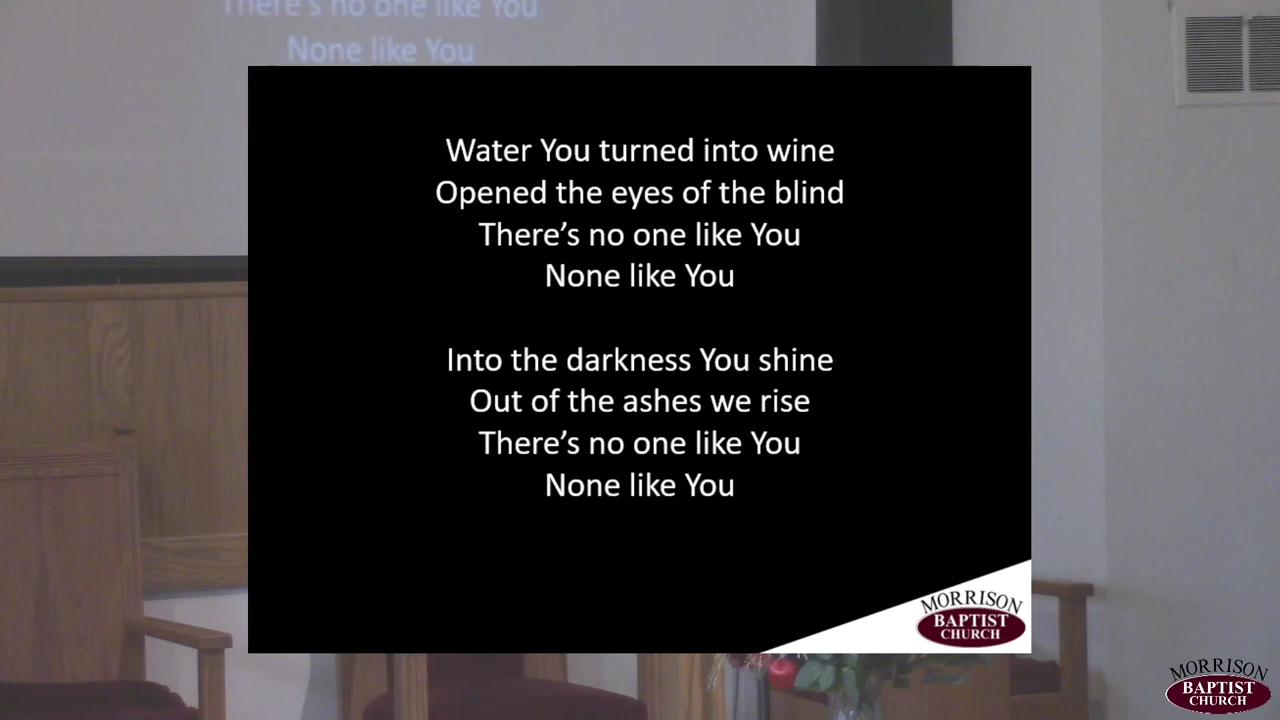 There's no one like You
None like You
Water You turned into wine
Opened the eyes of the blind
There's no one like You
None like You
Into the darkness You shine
Out of the ashes we rise
There's no one like You
None like You
MORRISON
BAPTIST
CHURCH
MORRISON
BAPTIST
CHURCH